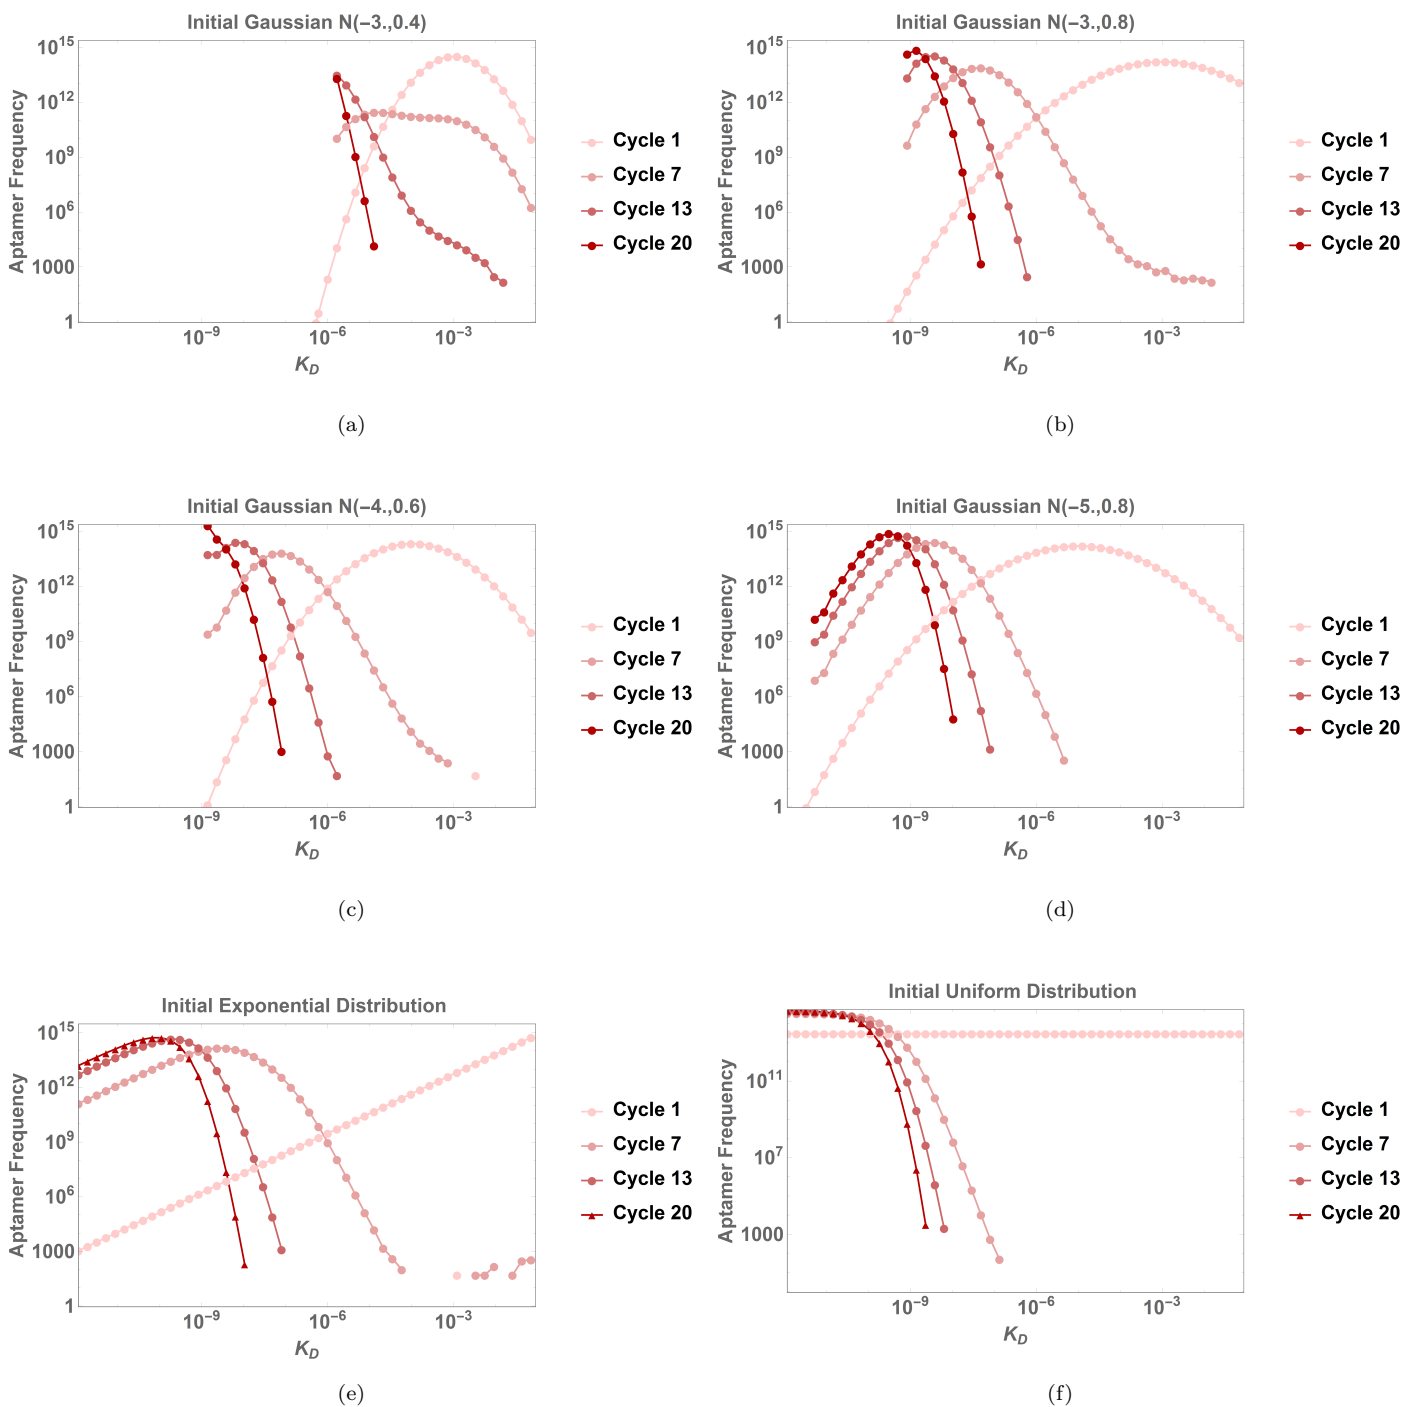 Initial Gaussian N(−3.,0.4)
10^15
10^12
10^9
10^6
1000
1
Aptamer Frequency
10^−9
10^−6
10^−3
K_D
Cycle 1
Cycle 7
Cycle 13
Cycle 20
(a)
Initial Gaussian N(−3.,0.8)
10^15
10^12
10^9
10^6
1000
1
Aptamer Frequency
10^−9
10^−6
10^−3
K_D
Cycle 1
Cycle 7
Cycle 13
Cycle 20
(b)
Initial Gaussian N(−4.,0.6)
10^15
10^12
10^9
10^6
1000
1
Aptamer Frequency
10^−9
10^−6
10^−3
K_D
Cycle 1
Cycle 7
Cycle 13
Cycle 20
(c)
Initial Gaussian N(−5.,0.8)
10^15
10^12
10^9
10^6
1000
1
Aptamer Frequency
10^−9
10^−6
10^−3
K_D
Cycle 1
Cycle 7
Cycle 13
Cycle 20
(d)
Initial Exponential Distribution
10^15
10^12
10^9
10^6
1000
1
Aptamer Frequency
10^−9
10^−6
10^−3
K_D
Cycle 1
Cycle 7
Cycle 13
Cycle 20
(e)
Initial Uniform Distribution
10^11
10^7
1000
Aptamer Frequency
10^−9
10^−6
10^−3
K_D
Cycle 1
Cycle 7
Cycle 13
Cycle 20
(f)